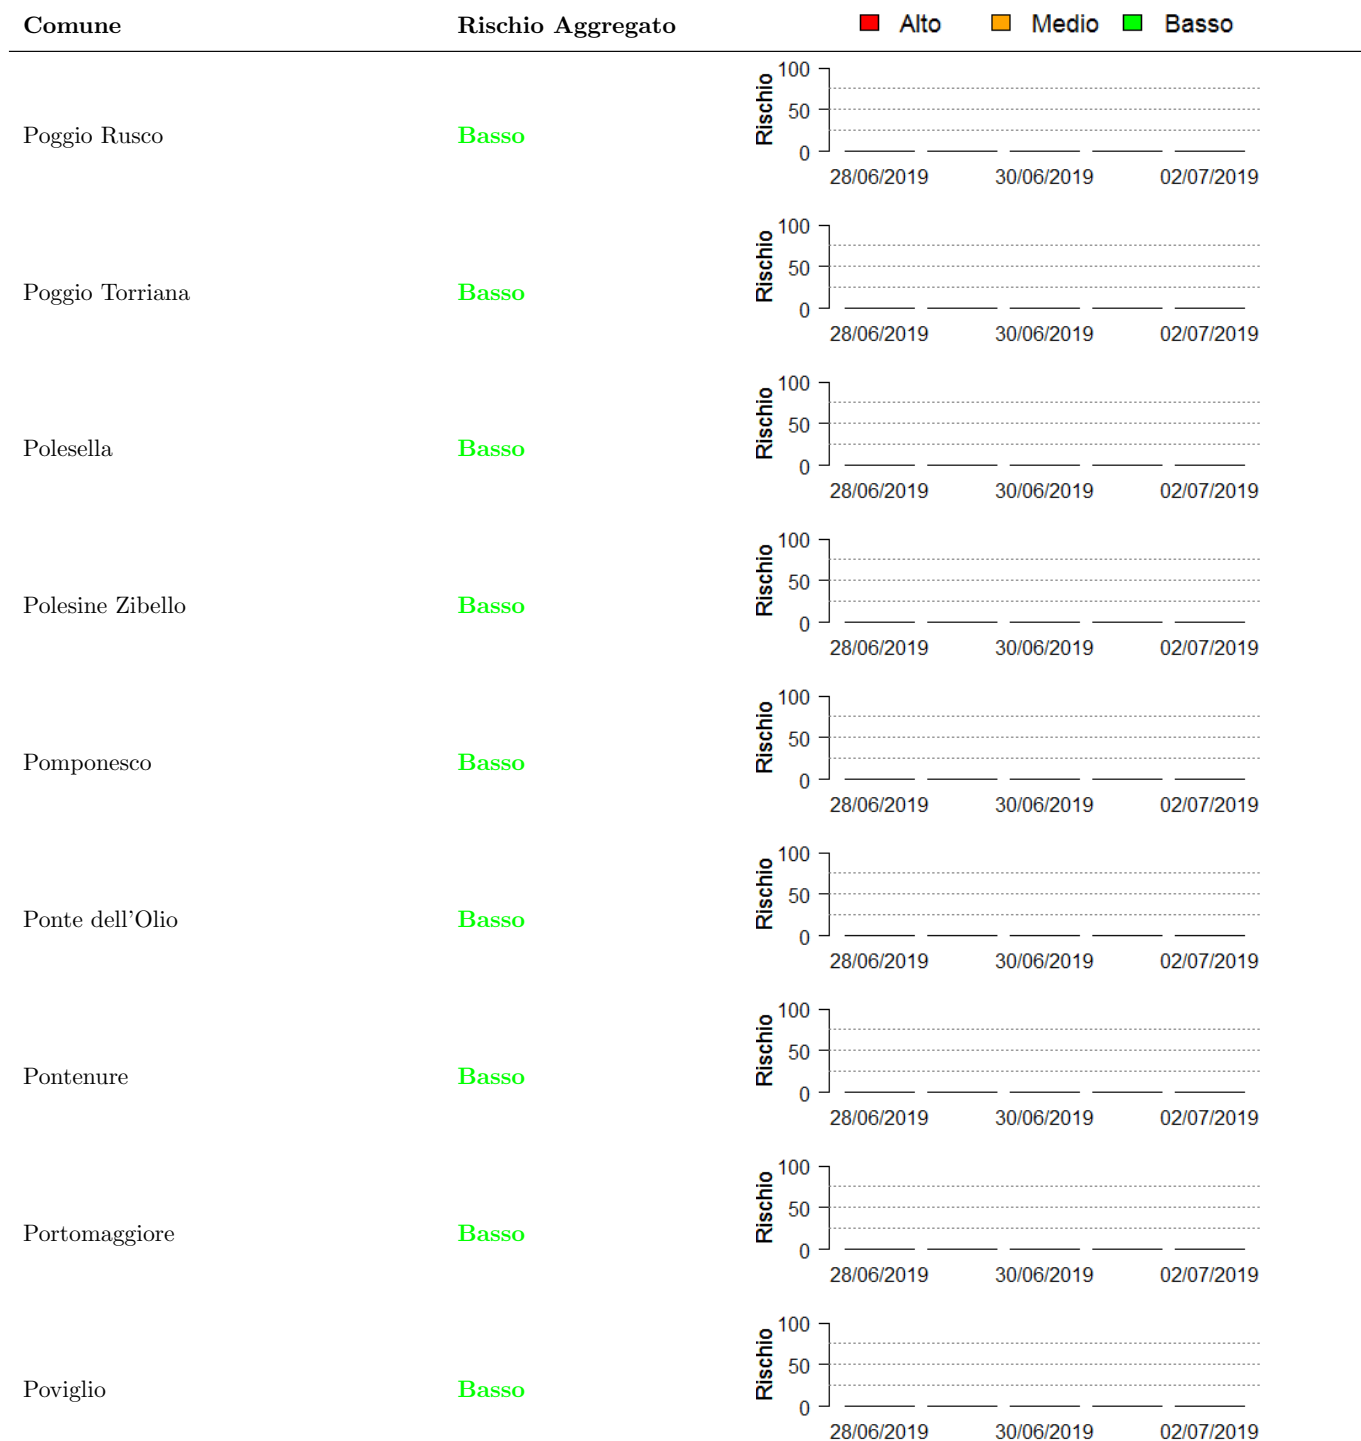 Comune Rischio Aggregato Alto Medio Basso
100
50
0
Rischio
Poggio Rusco Basso
28/06/2019 30/06/2019 02/07/2019
100
50
0
Rischio
Poggio Torriana Basso
28/06/2019 30/06/2019 02/07/2019
100
50
0
Rischio
Polesella Basso
28/06/2019 30/06/2019 02/07/2019
100
50
0
Rischio
Polesine Zibello Basso
28/06/2019 30/06/2019 02/07/2019
100
50
0
Rischio
Pomponesco Basso
28/06/2019 30/06/2019 02/07/2019
100
50
0
Rischio
Ponte dell'Olio Basso
28/06/2019 30/06/2019 02/07/2019
100
50
0
Rischio
Pontenure Basso
28/06/2019 30/06/2019 02/07/2019
100
50
0
Rischio
Portomaggiore Basso
28/06/2019 30/06/2019 02/07/2019
100
50
0
Rischio
Poviglio Basso
28/06/2019 30/06/2019 02/07/2019